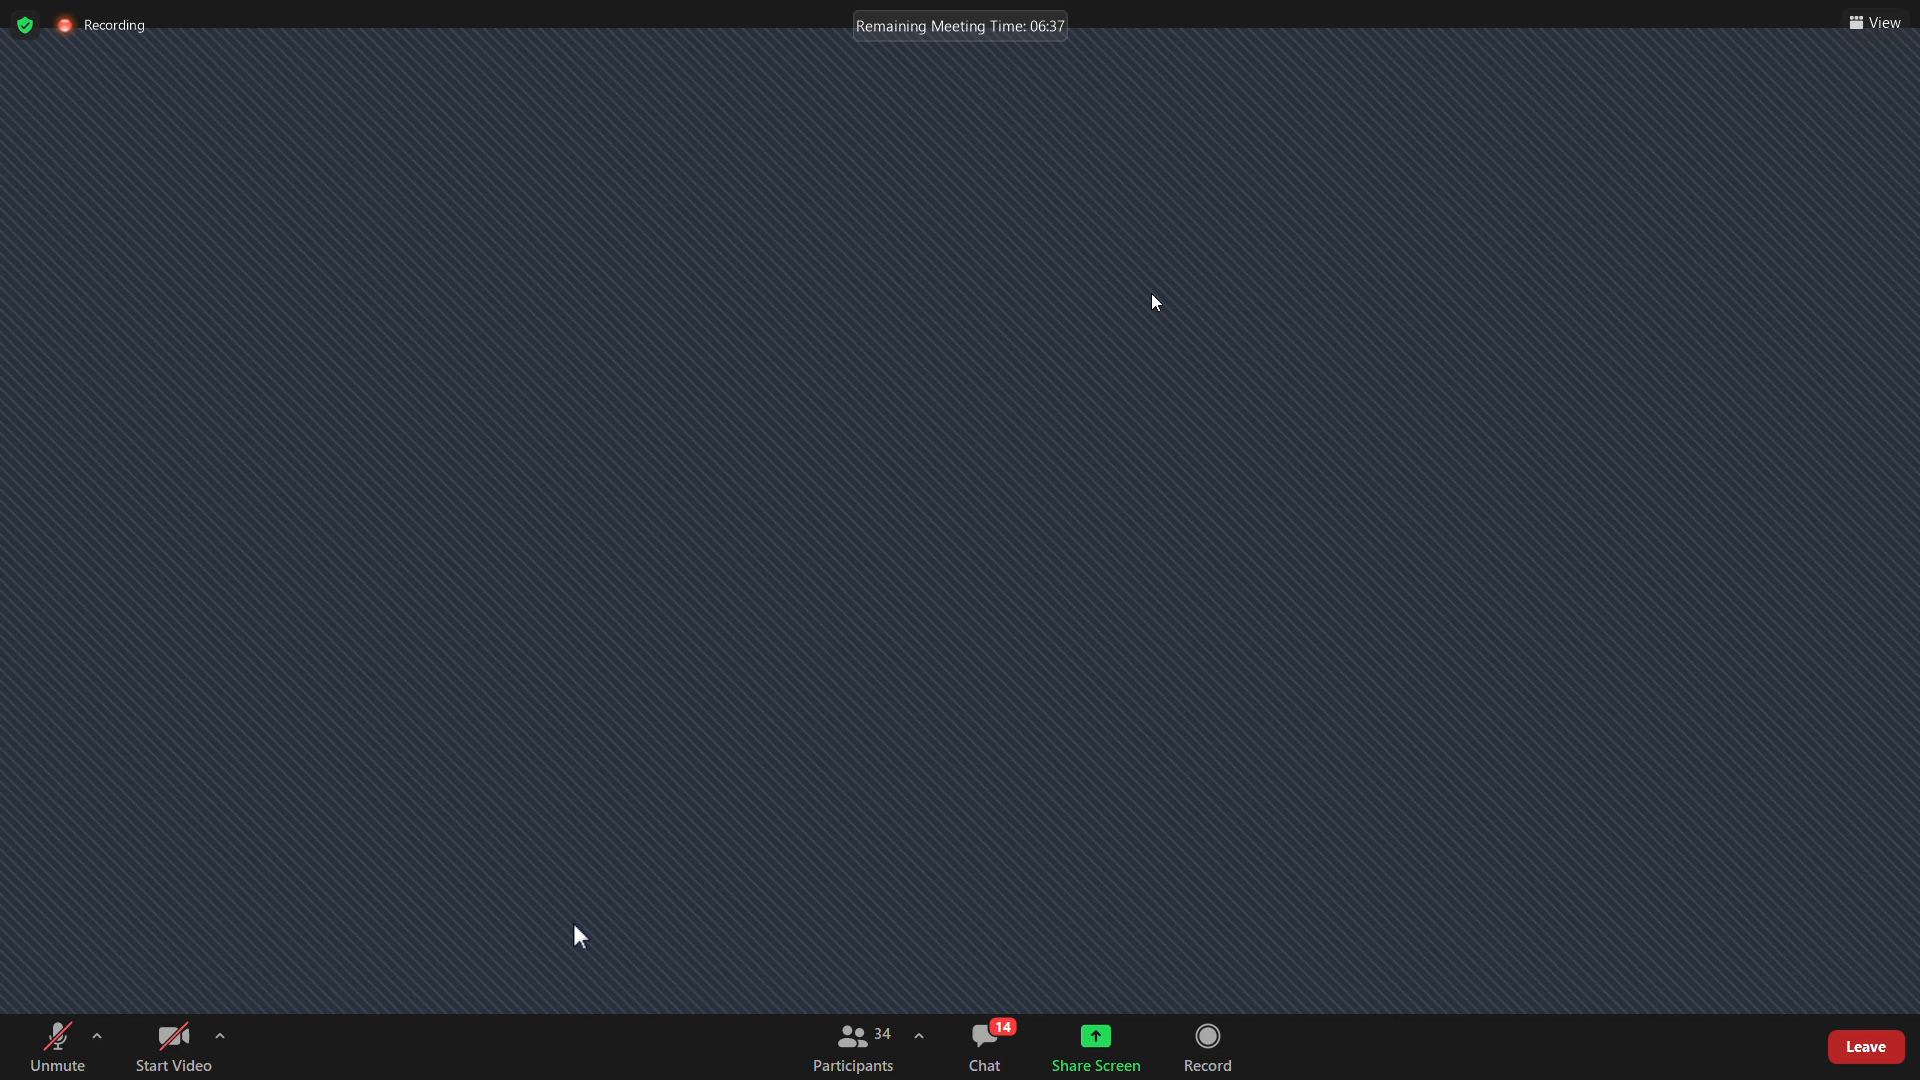 Recording
Remaining Meeting Time: 06:37
View
34
14
Unmute
Start Video
Participants
Chat
Share Screen
Record
Leave